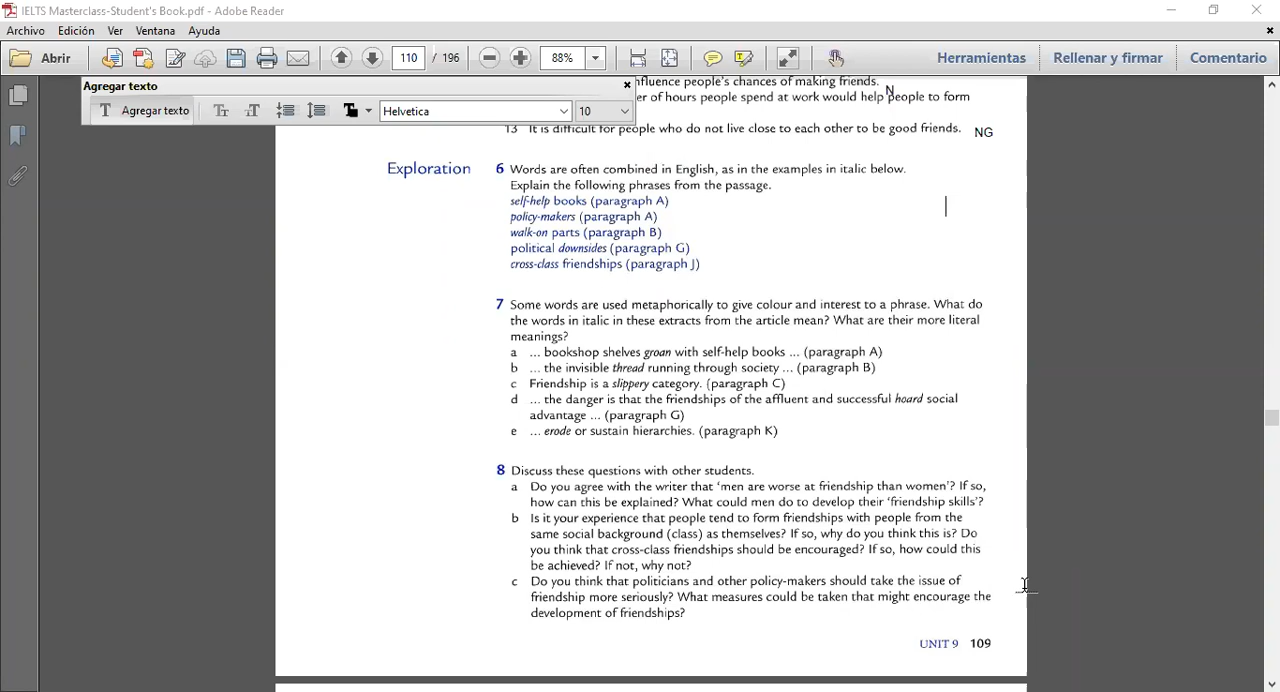 IELTS Masterclass-Student's Book.pdf - Adobe Reader
Archivo Edición Ver Ventana Ayuda
Abrir 110 / 196 88% Herramientas Rellenar y firmar Comentario
Agregar texto
T Agregar texto Helvetica 10
nfluence people's chances of making friends.
N
er of hours people spend at work would help people to form
13 It is difficult for people who do not live close to each other to be good friends. NG
Exploration
6 Words are often combined in English, as in the examples in italic below.
Explain the following phrases from the passage.
self-help books (paragraph A)
policy-makers (paragraph A)
walk-on parts (paragraph B)
political downsides (paragraph G)
cross-class friendships (paragraph J)
7 Some words are used metaphorically to give colour and interest to a phrase. What do
the words in italic in these extracts from the article mean? What are their more literal
meanings?
a ... bookshop shelves groan with self-help books ... (paragraph A)
b ... the invisible thread running through society ... (paragraph B)
c Friendship is a slippery category. (paragraph C)
d ... the danger is that the friendships of the affluent and successful hoard social
advantage ... (paragraph G)
e ... erode or sustain hierarchies. (paragraph K)
8 Discuss these questions with other students.
a Do you agree with the writer that 'men are worse at friendship than women'? If so,
how can this be explained? What could men do to develop their 'friendship skills'?
b Is it your experience that people tend to form friendships with people from the
same social background (class) as themselves? If so, why do you think this is? Do
you think that cross-class friendships should be encouraged? If so, how could this
be achieved? If not, why not?
c Do you think that politicians and other policy-makers should take the issue of
friendship more seriously? What measures could be taken that might encourage the
development of friendships?
UNIT 9 109